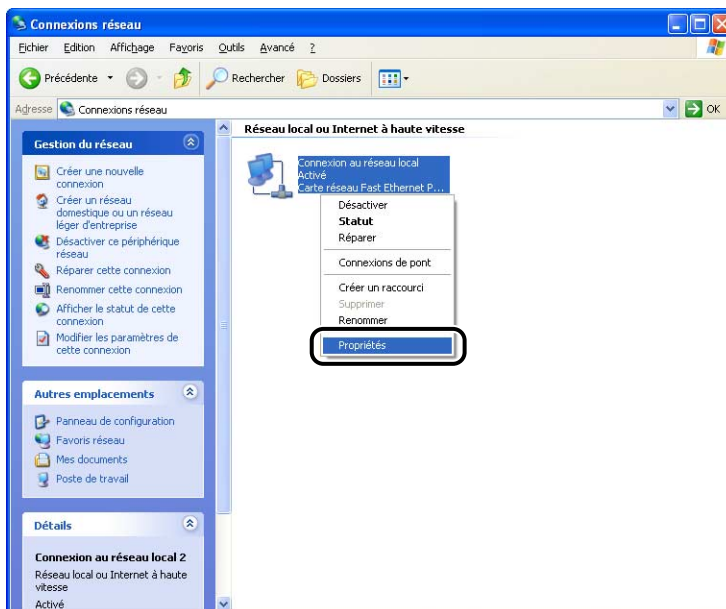 Connexions réseau
Fichier Edition Affichage Favoris Outils Avancé ?
Précédente Rechercher Dossiers
Adresse Connexions réseau OK
Gestion du réseau
Créer une nouvelle
connexion
Créer un réseau
domestique ou un réseau
léger d'entreprise
Désactiver ce périphérique
réseau
Réparer cette connexion
Renommer cette connexion
Afficher le statut de cette
connexion
Modifier les paramètres de
cette connexion
Autres emplacements
Panneau de configuration
Favoris réseau
Mes documents
Poste de travail
Détails
Connexion au réseau local 2
Réseau local ou Internet à haute
vitesse
Activé
Réseau local ou Internet à haute vitesse
Connexion au réseau local
Activé
Carte réseau Fast Ethernet P...
Désactiver
Statut
Réparer
Connexions de pont
Créer un raccourci
Supprimer
Renommer
Propriétés